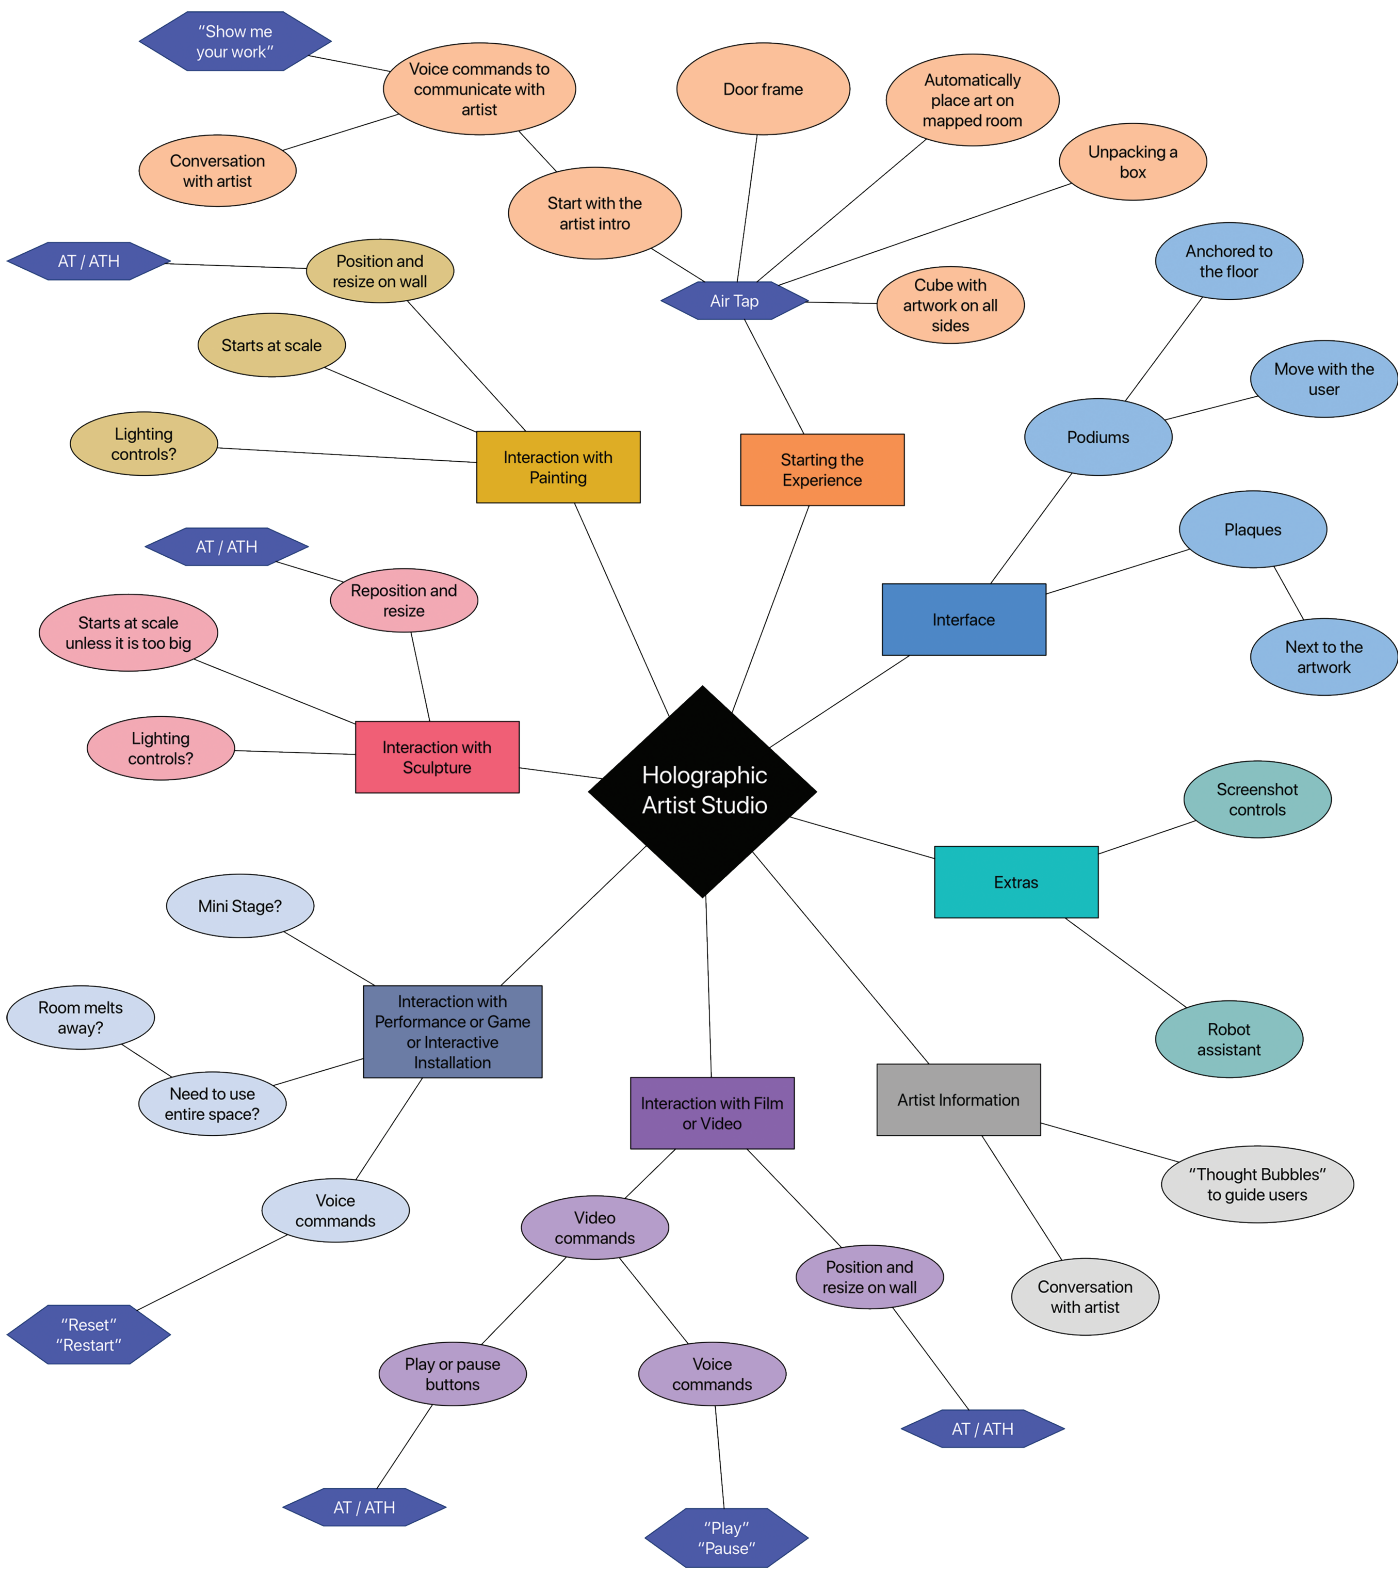 “Show me
your work”
Voice commands to
communicate with
artist
Door frame
Automatically
place art on
mapped room
Unpacking a
box
Conversation
with artist
Start with the
artist intro
Anchored to
the floor
AT / ATH
Position and
resize on wall
Air Tap
Cube with
artwork on all
sides
Starts at scale
Move with the
user
Lighting
controls?
Podiums
Interaction with
Painting
Starting the
Experience
Plaques
AT / ATH
Reposition and
resize
Starts at scale
unless it is too big
Interface
Next to the
artwork
Lighting
controls?
Interaction with
Sculpture
Holographic
Artist Studio
Screenshot
controls
Extras
Mini Stage?
Room melts
away?
Interaction with
Performance or Game
or Interactive
Installation
Robot
assistant
Need to use
entire space?
Interaction with Film
or Video
Artist Information
“Thought Bubbles”
to guide users
Voice
commands
Video
commands
Position and
resize on wall
Conversation
with artist
“Reset”
“Restart”
Play or pause
buttons
Voice
commands
AT / ATH
AT / ATH
“Play”
“Pause”